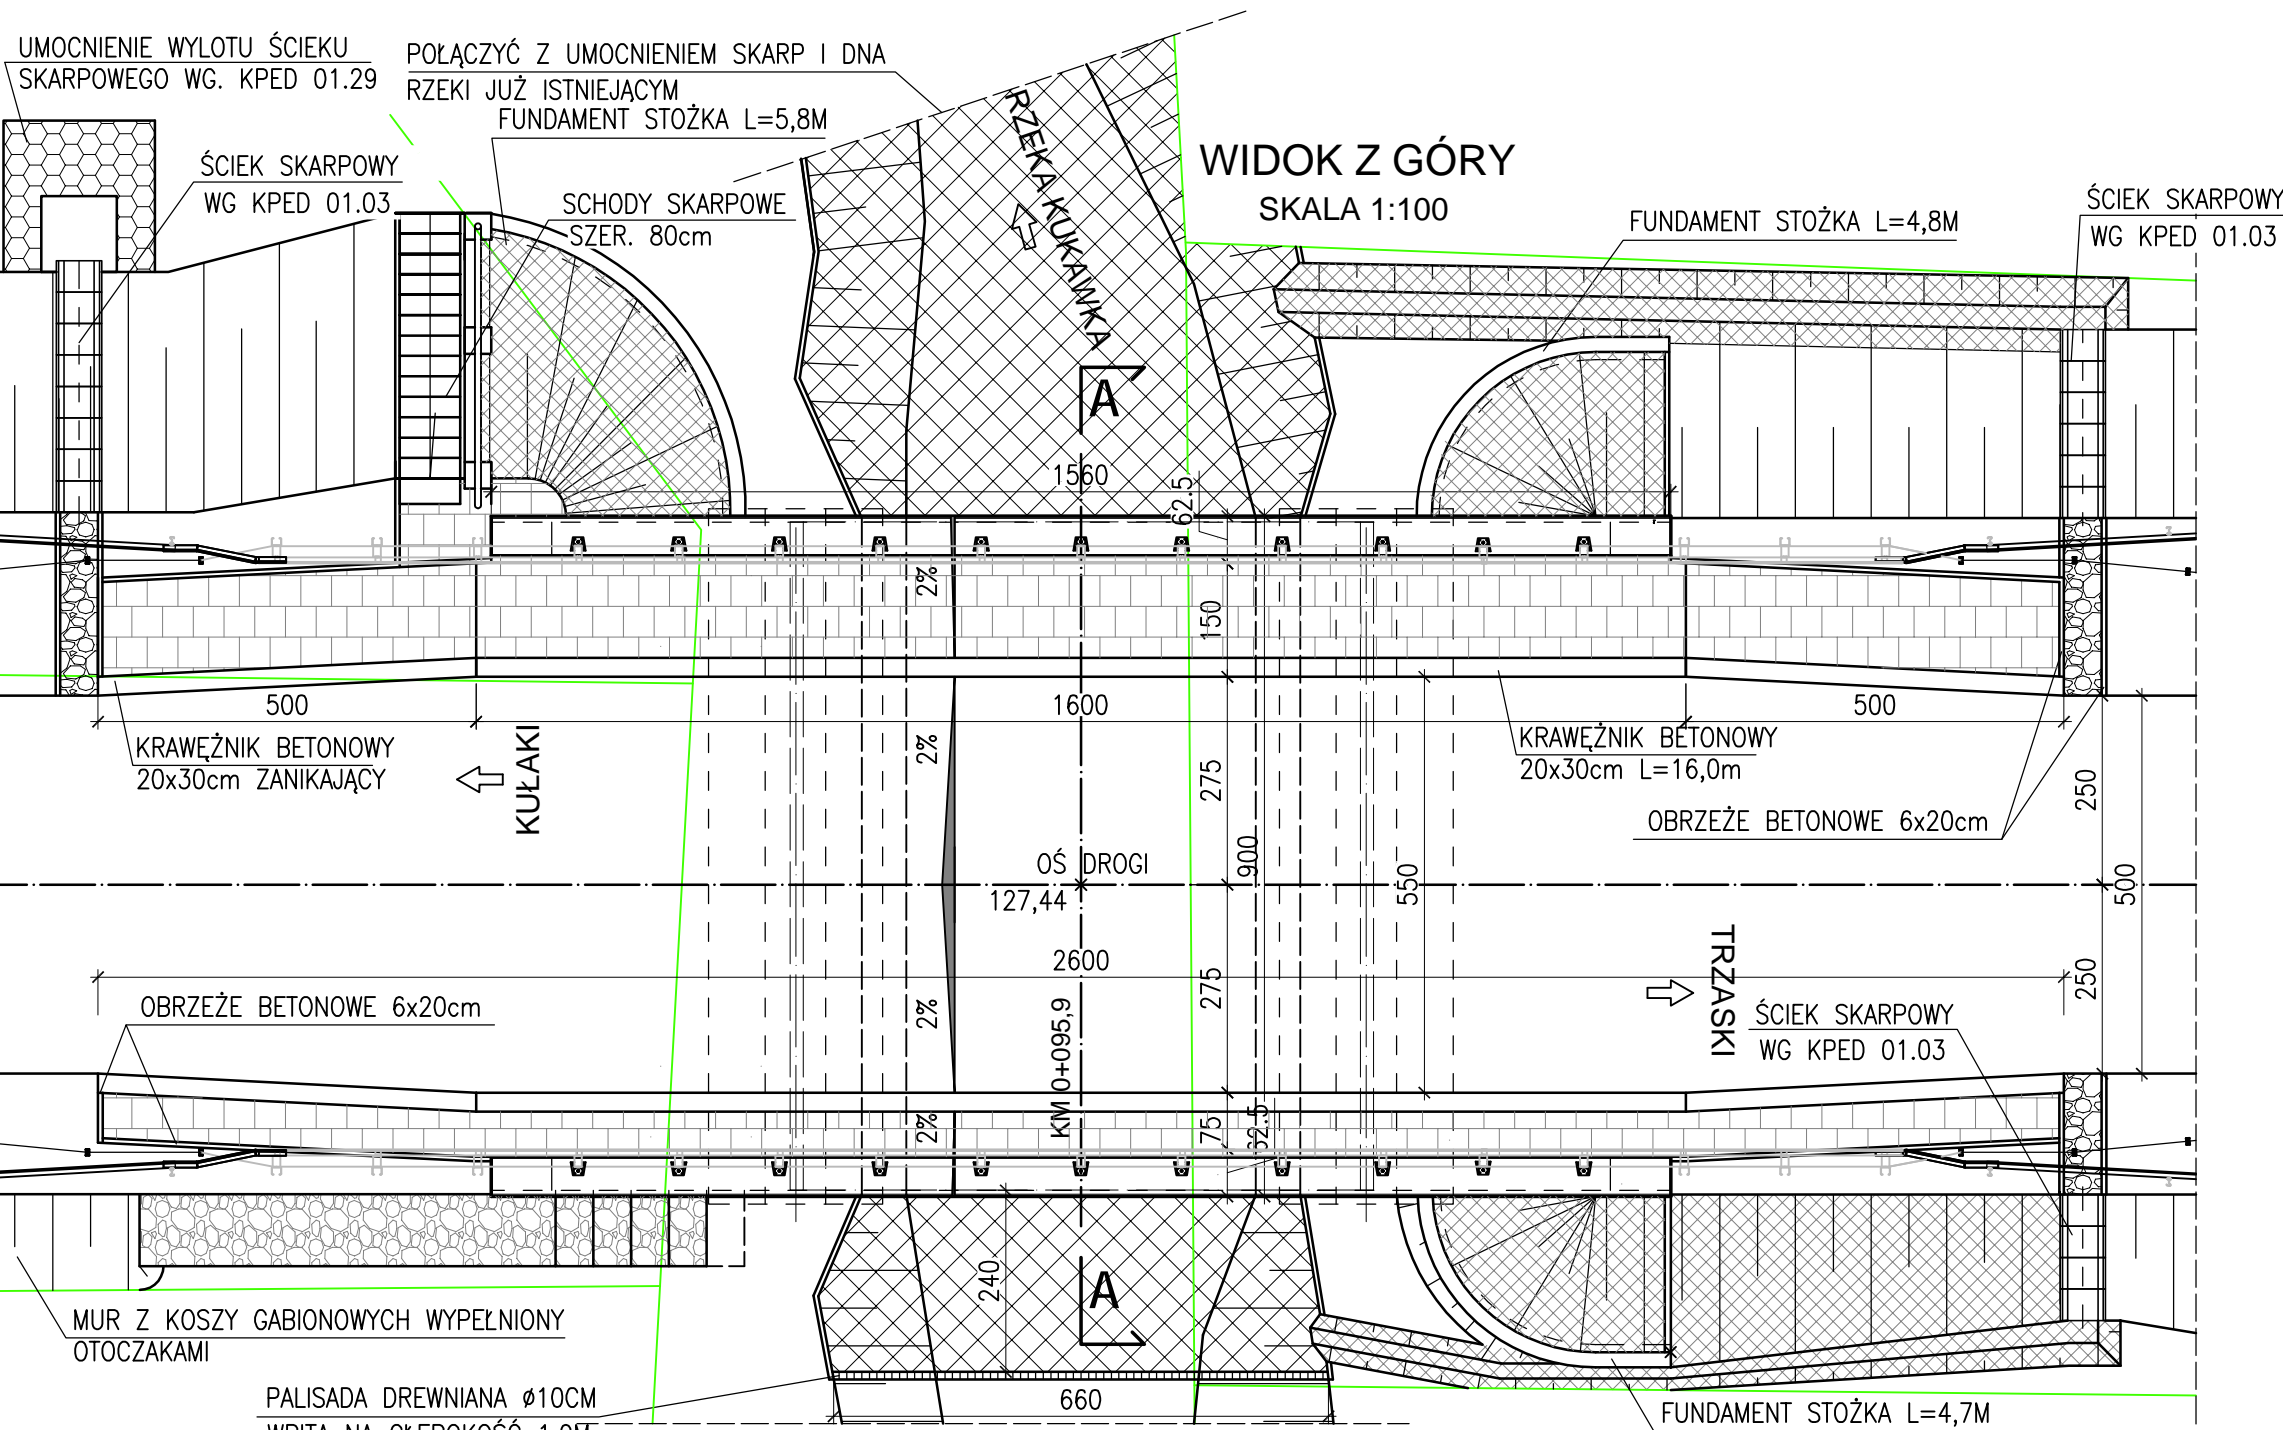 UMOCNIENIE WYLOTU ŚCIEKU
SKARPOWEGO WG. KPED 01.29
POŁĄCZYĆ Z UMOCNIENIEM SKARP I DNA
RZEKI JUŻ ISTNIEJĄCYM
FUNDAMENT STOŻKA L=5,8M
ŚCIEK SKARPOWY
WG KPED 01.03
SCHODY SKARPOWE
SZER. 80cm
RZEKA KUKAWKA
WIDOK Z GÓRY
SKALA 1:100
FUNDAMENT STOŻKA L=4,8M
ŚCIEK SKARPOWY
WG KPED 01.03
A
1560
62.5
2%
150
500
1600
500
KRAWĘŻNIK BETONOWY
20x30cm ZANIKAJĄCY
KUŁAKI
2%
275
KRAWĘŻNIK BETONOWY
20x30cm L=16,0m
250
OBRZEŻE BETONOWE 6x20cm
OŚ DROGI
127,44
900
550
500
2600
OBRZEŻE BETONOWE 6x20cm
2%
275
KM 0+095,9
TRZASKI
250
ŚCIEK SKARPOWY
WG KPED 01.03
2%
75
62.5
240
A
MUR Z KOSZY GABIONOWYCH WYPEŁNIONY
OTOCZAKAMI
PALISADA DREWNIANA ø10CM
660
FUNDAMENT STOŻKA L=4,7M